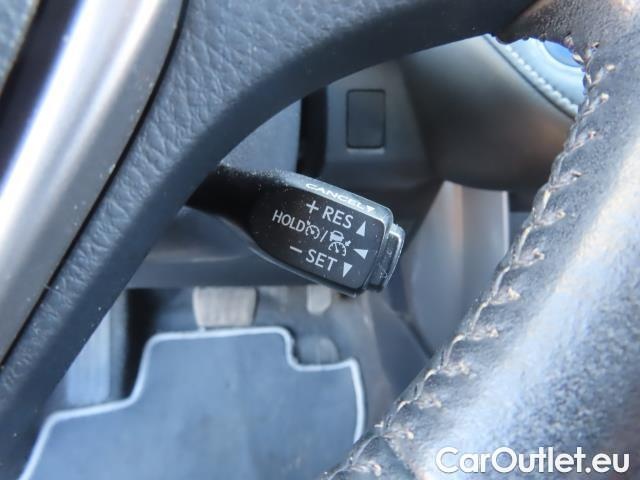 CANCEL
+ RES ▲
HOLD / ◀
– SET ▼
CarOutlet.eu